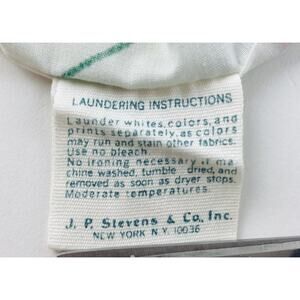 LAUNDERING INSTRUCTIONS
Launder whites, colors, and
prints separately, as colors
may run and stain other fabrics.
Use no bleach.
No ironing necessary if ma
chine washed, tumble dried, and
removed as soon as dryer stops.
Moderate temperatures.
J. P. Stevens & Co., Inc.
NEW YORK N.Y. 10036